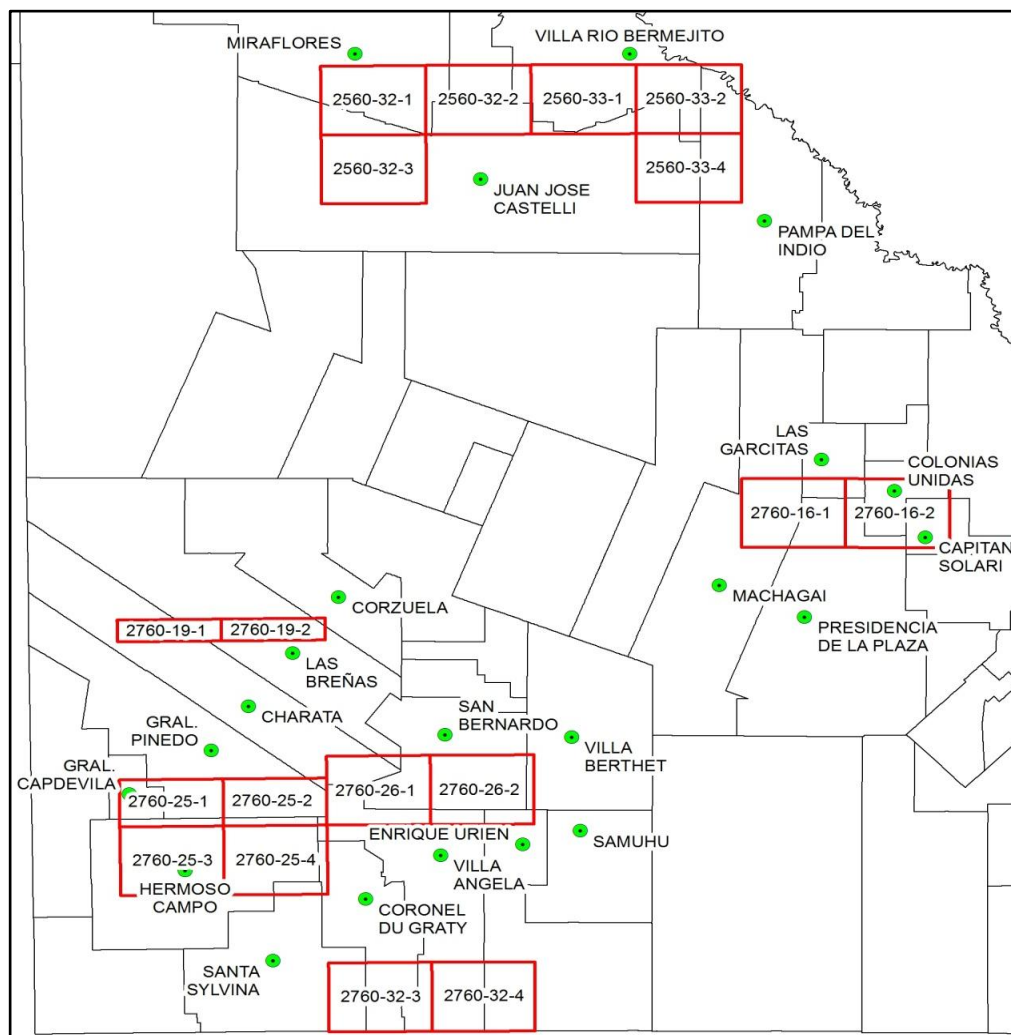 MIRAFLORES
VILLA RIO BERMEJITO
2560-32-1
2560-32-2
2560-33-1
2560-33-2
2560-32-3
2560-33-4
JUAN JOSE
CASTELLI
PAMPA DEL
INDIO
LAS
GARCITAS
COLONIAS
UNIDAS
2760-16-1
2760-16-2
CAPITAN
SOLARI
MACHAGAI
PRESIDENCIA
DE LA PLAZA
CORZUELA
2760-19-1
2760-19-2
LAS
BREÑAS
CHARATA
SAN
BERNARDO
GRAL.
PINEDO
VILLA
BERTHET
GRAL.
CAPDEVILA
2760-25-1
2760-25-2
2760-26-1
2760-26-2
ENRIQUE URIEN
SAMUHU
2760-25-3
2760-25-4
VILLA
ANGELA
HERMOSO
CAMPO
CORONEL
DU GRATY
SANTA
SYLVINA
2760-32-3
2760-32-4